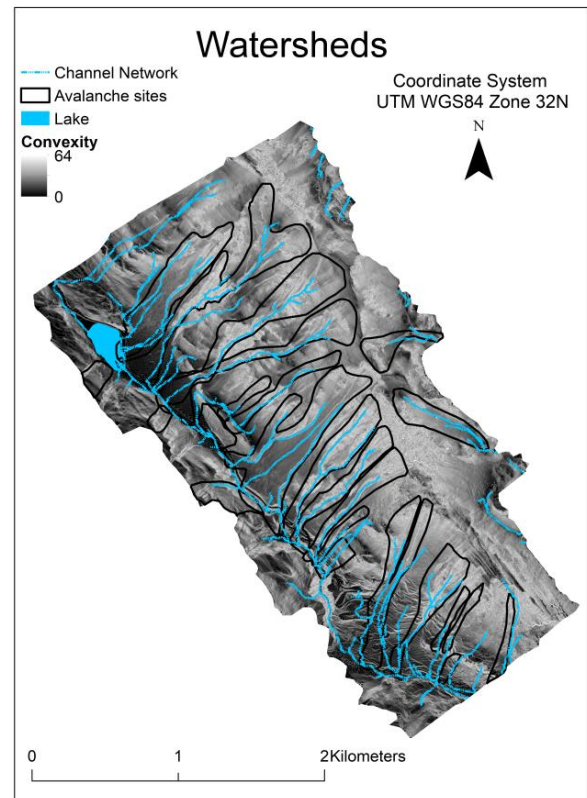 Watersheds
Channel Network
Avalanche sites
Lake
Convexity
64
0
Coordinate System
UTM WGS84 Zone 32N
N
0 1 2Kilometers